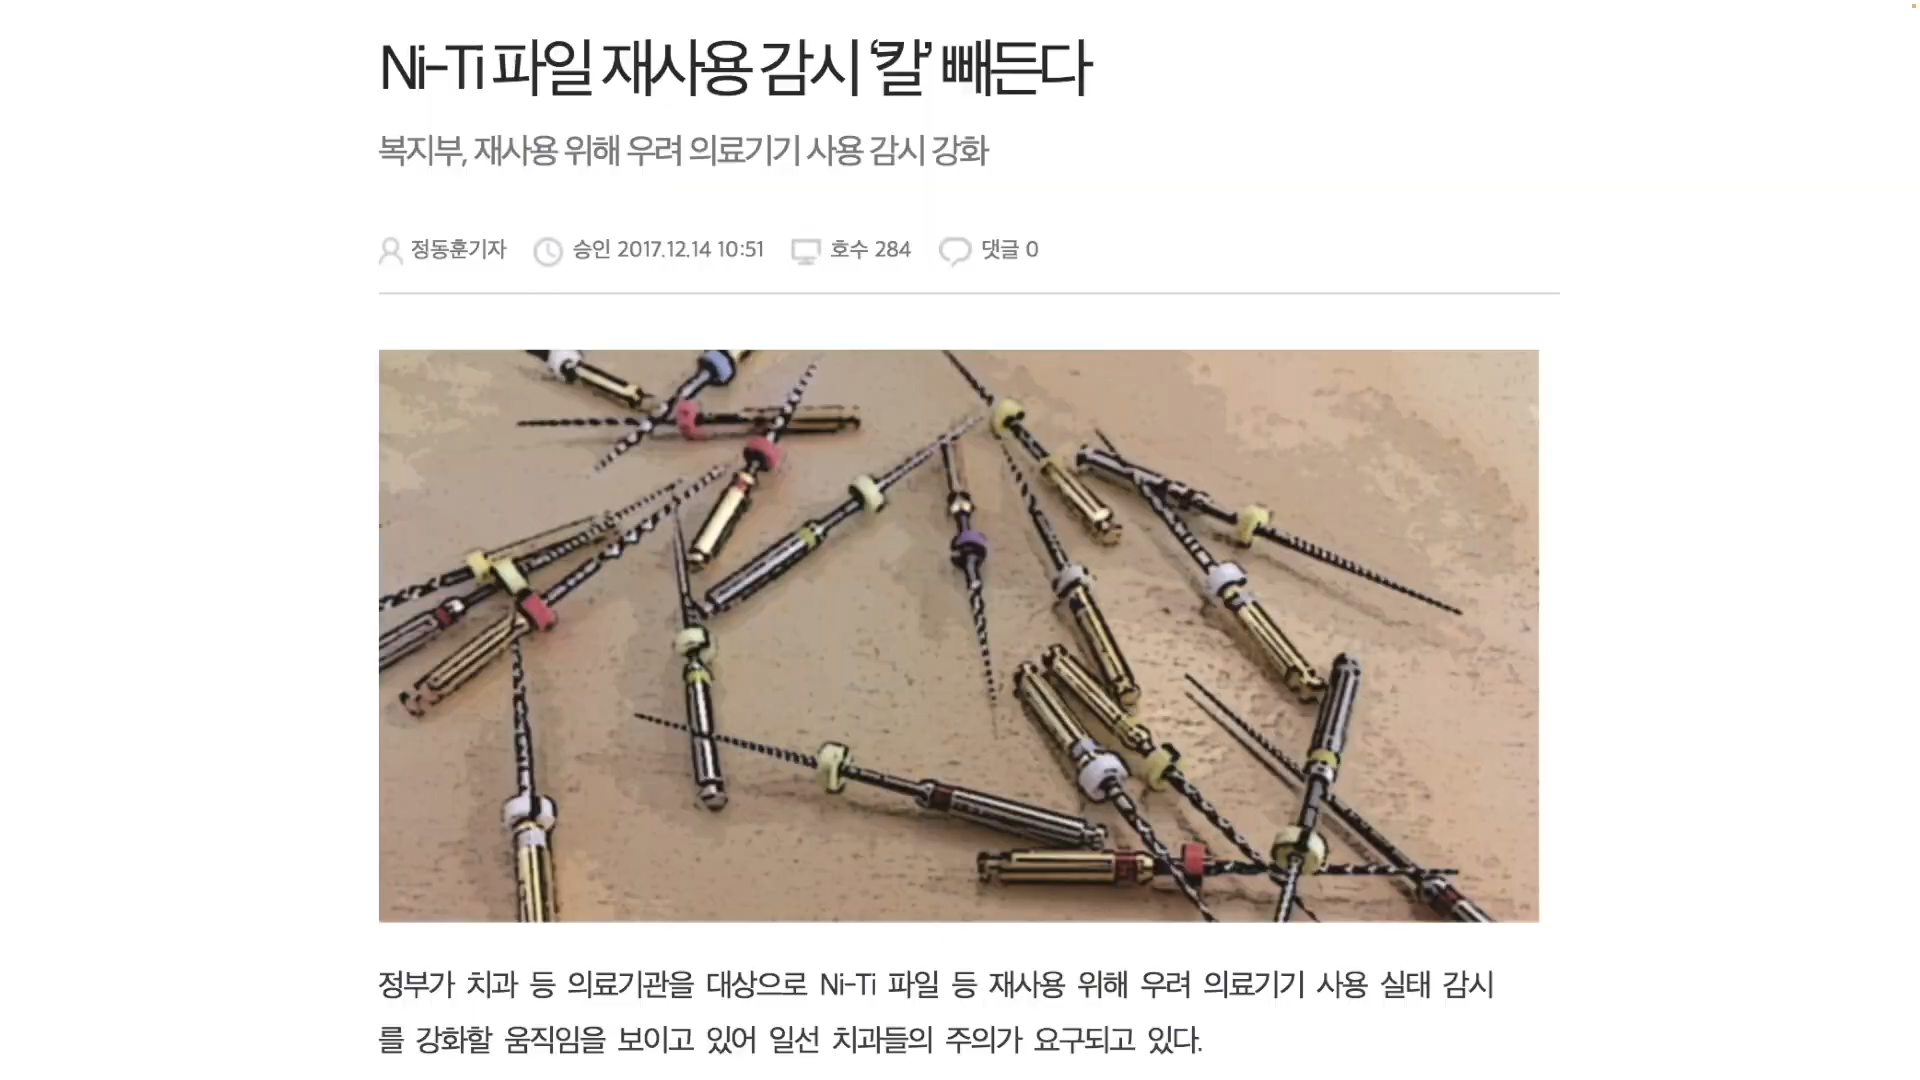 Ni-Ti 파일 재사용 감시 ‘칼’ 빼든다
복지부, 재사용 위해 우려 의료기기 사용 감시 강화
정동훈기자 승인 2017.12.14 10:51 호수 284 댓글 0
정부가 치과 등 의료기관을 대상으로 Ni-Ti 파일 등 재사용 위해 우려 의료기기 사용 실태 감시
를 강화할 움직임을 보이고 있어 일선 치과들의 주의가 요구되고 있다.